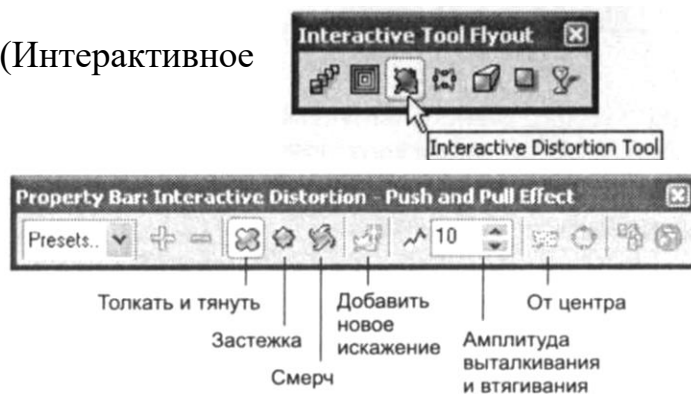 (Интерактивное
Interactive Tool Flyout
Interactive Distortion Tool
Property Bar: Interactive Distortion - Push and Pull Effect
Presets..
10
Толкать и тянуть
Застежка
Смерч
Добавить
новое
искажение
Амплитуда
выталкивания
и втягивания
От центра